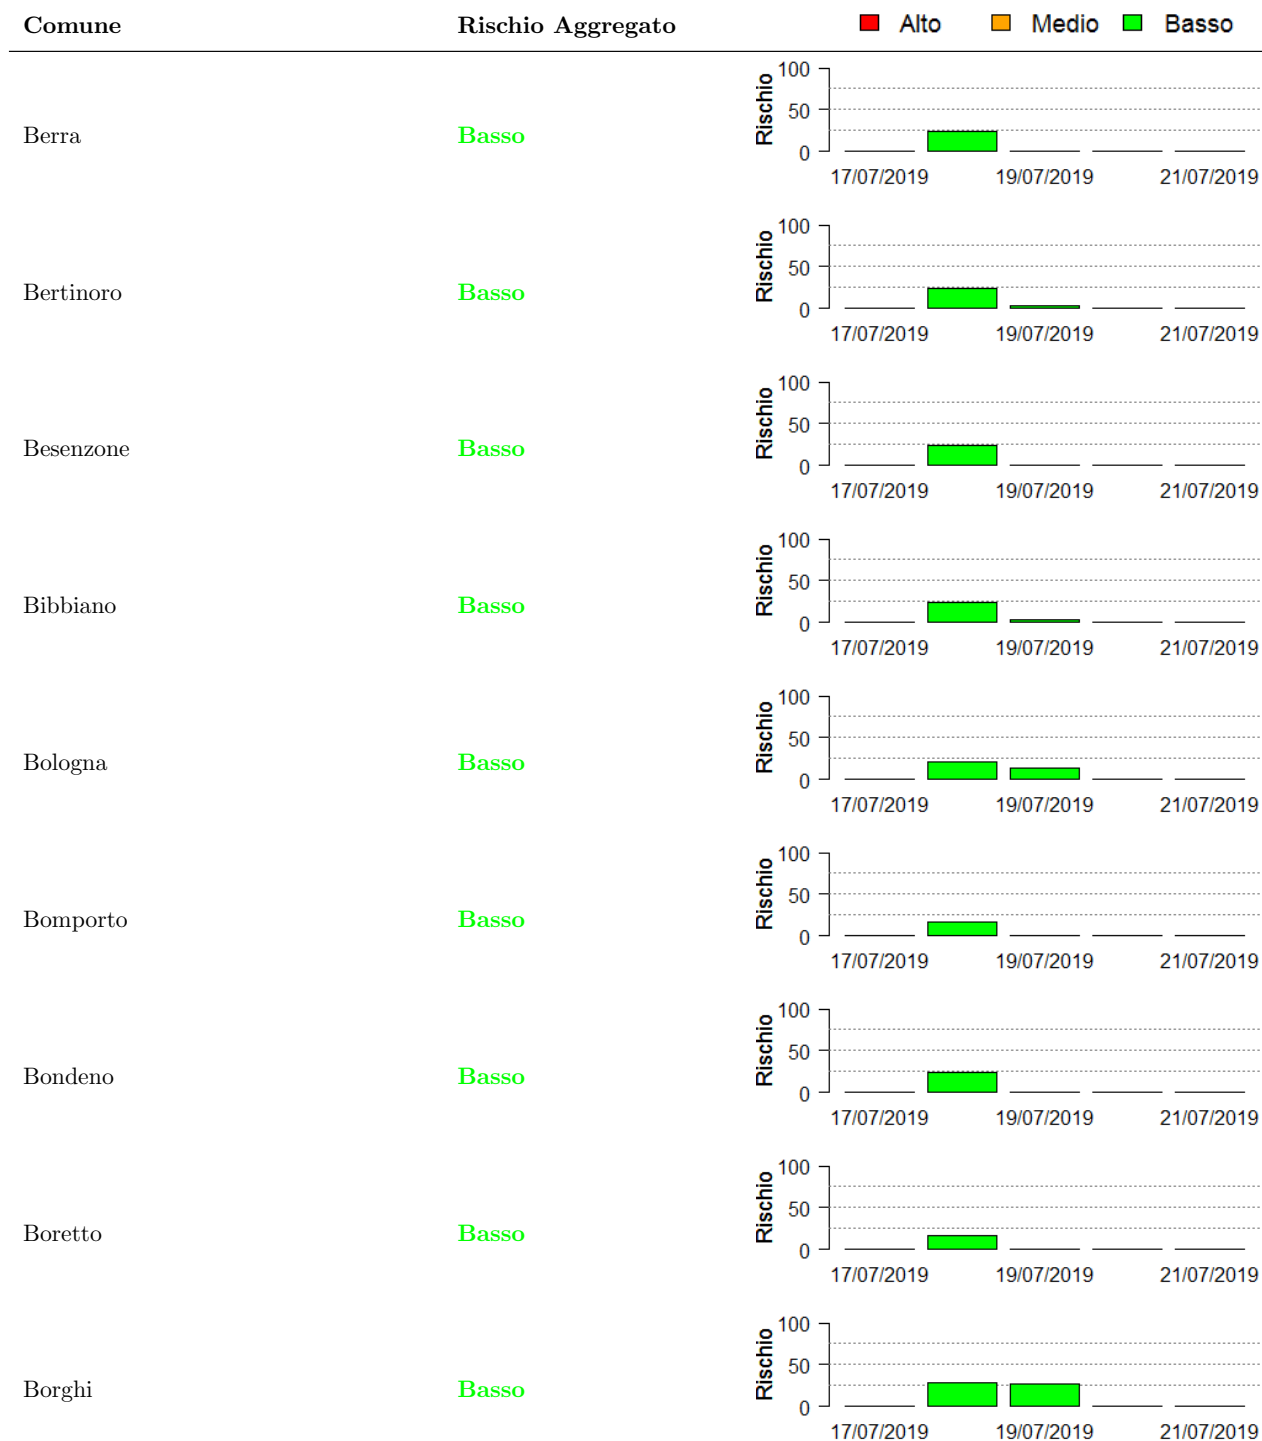 Comune Rischio Aggregato Alto Medio Basso
Berra Basso Rischio 100 50 0
17/07/2019 19/07/2019 21/07/2019
Bertinoro Basso Rischio 100 50 0
17/07/2019 19/07/2019 21/07/2019
Besenzone Basso Rischio 100 50 0
17/07/2019 19/07/2019 21/07/2019
Bibbiano Basso Rischio 100 50 0
17/07/2019 19/07/2019 21/07/2019
Bologna Basso Rischio 100 50 0
17/07/2019 19/07/2019 21/07/2019
Bomporto Basso Rischio 100 50 0
17/07/2019 19/07/2019 21/07/2019
Bondeno Basso Rischio 100 50 0
17/07/2019 19/07/2019 21/07/2019
Boretto Basso Rischio 100 50 0
17/07/2019 19/07/2019 21/07/2019
Borghi Basso Rischio 100 50 0
17/07/2019 19/07/2019 21/07/2019